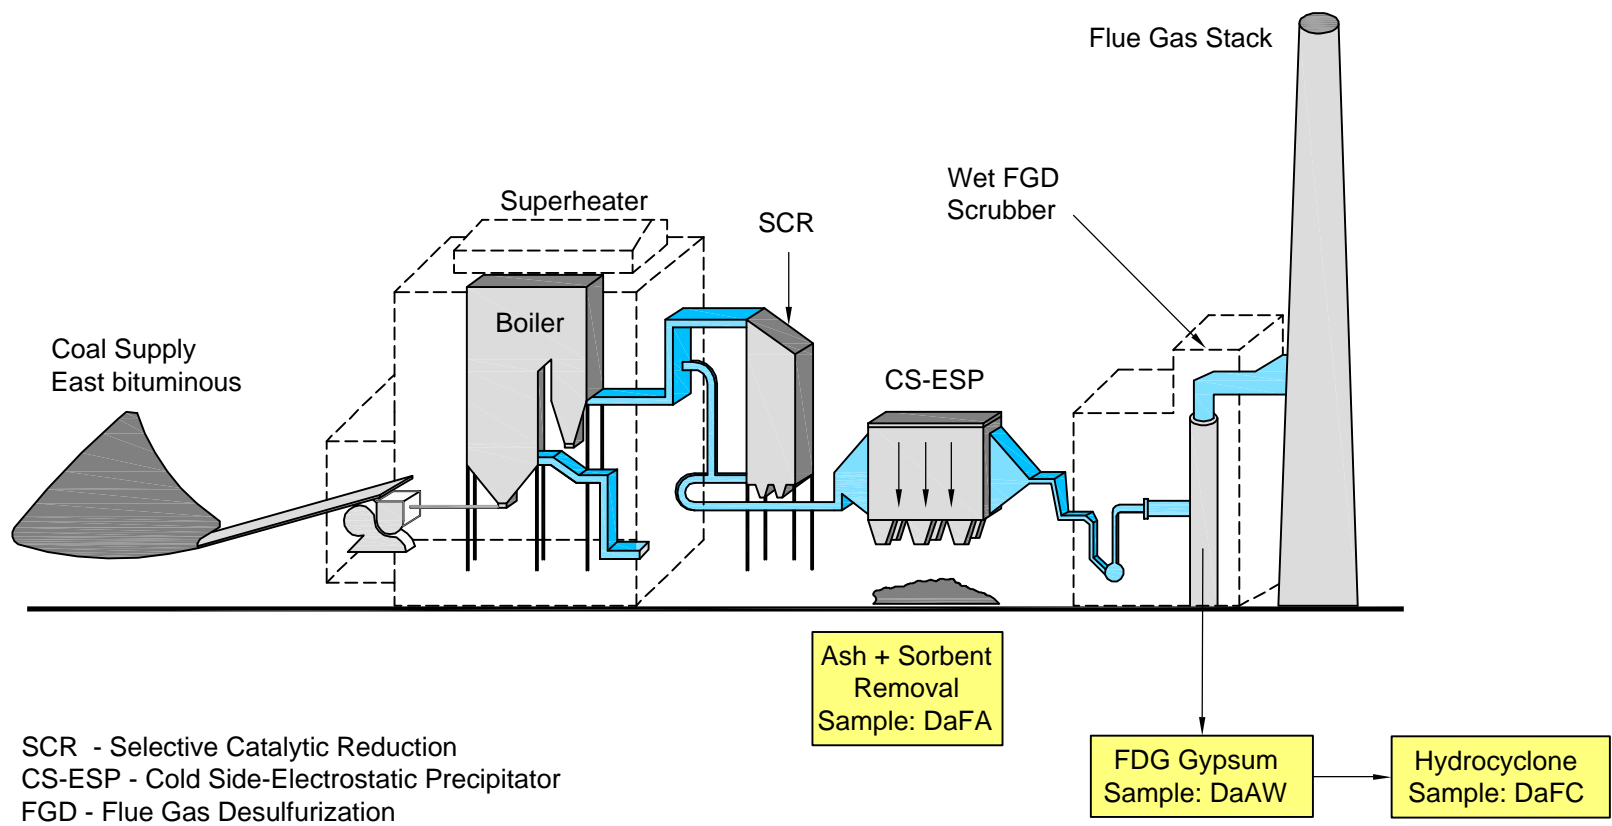 Flue Gas Stack
Wet FGD
Scrubber
Superheater
SCR
Boiler
Coal Supply
East bituminous
CS-ESP
Ash + Sorbent
Removal
Sample: DaFA
SCR - Selective Catalytic Reduction
CS-ESP - Cold Side-Electrostatic Precipitator
FGD - Flue Gas Desulfurization
FDG Gypsum
Sample: DaAW
Hydrocyclone
Sample: DaFC